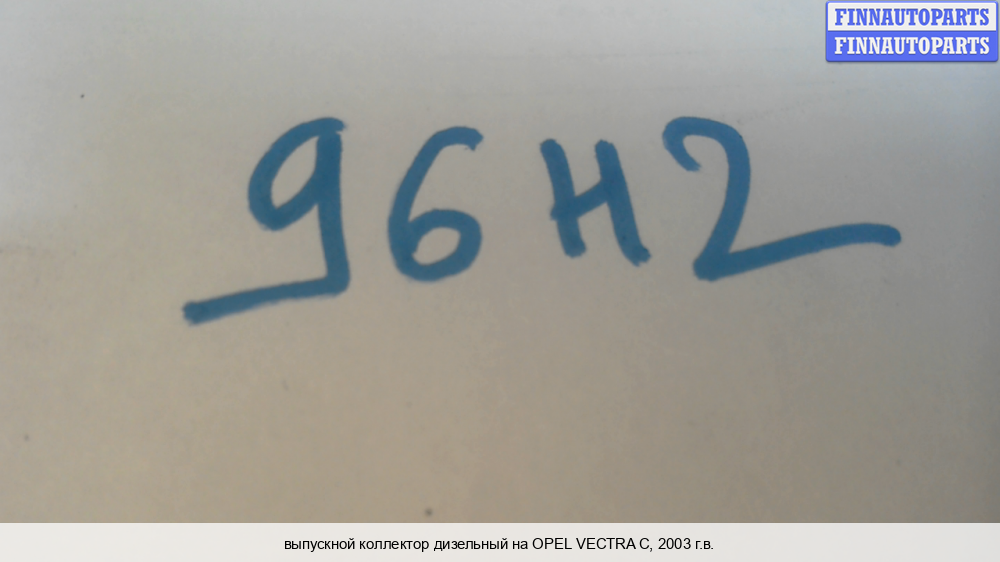 FINNAUTOPARTS
FINNAUTOPARTS
96H2
выпускной коллектор дизельный на OPEL VECTRA C, 2003 г.в.